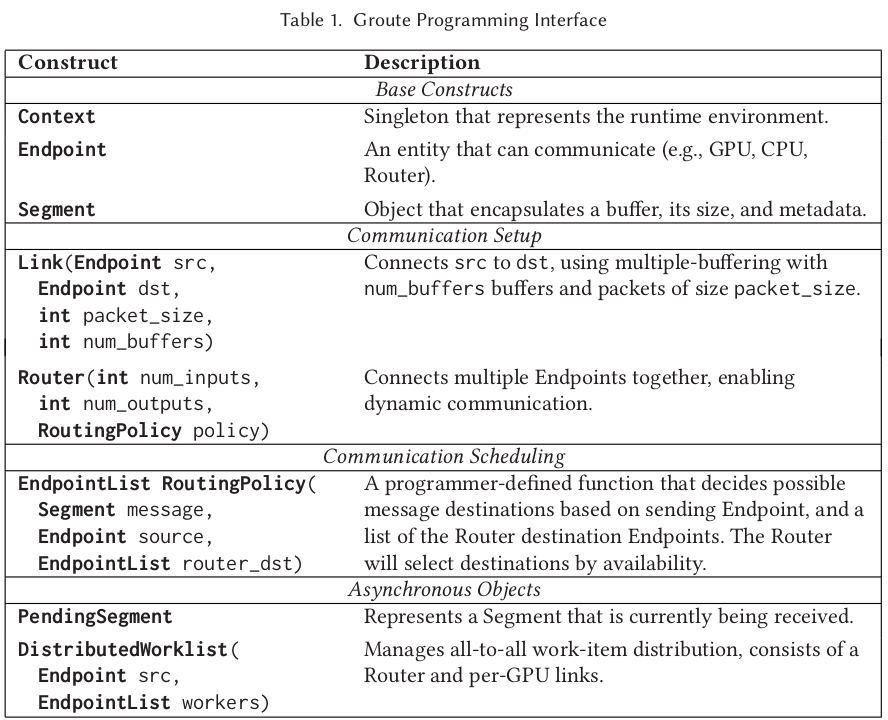 Table 1. Groute Programming Interface
Construct Description
Base Constructs
Context Singleton that represents the runtime environment.
Endpoint An entity that can communicate (e.g., GPU, CPU,
Router).
Segment Object that encapsulates a buffer, its size, and metadata.
Communication Setup
Link(Endpoint src, Connects src to dst, using multiple-buffering with
Endpoint dst, num_buffers buffers and packets of size packet_size.
int packet_size,
int num_buffers)
Router(int num_inputs, Connects multiple Endpoints together, enabling
int num_outputs, dynamic communication.
RoutingPolicy policy)
Communication Scheduling
EndpointList RoutingPolicy( A programmer-defined function that decides possible
Segment message, message destinations based on sending Endpoint, and a
Endpoint source, list of the Router destination Endpoints. The Router
EndpointList router_dst) will select destinations by availability.
Asynchronous Objects
PendingSegment Represents a Segment that is currently being received.
DistributedWorklist( Manages all-to-all work-item distribution, consists of a
Endpoint src, Router and per-GPU links.
EndpointList workers)